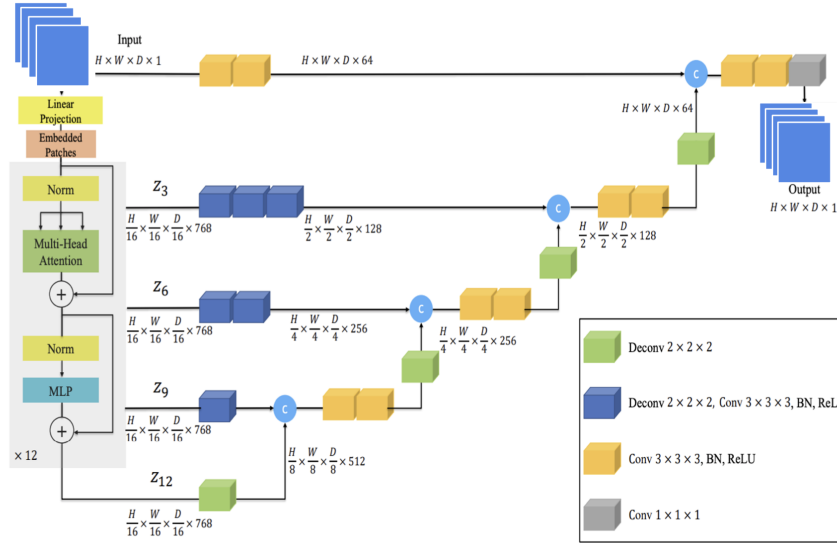 Input
H × W × D × 1
H × W × D × 64
C
Linear
Projection
Embedded
Patches
H × W × D × 64
Output
H × W × D × 1
Norm
Z3
H/16 × W/16 × D/16 × 768
H/2 × W/2 × D/2 × 128
C
H/2 × W/2 × D/2 × 128
Multi-Head
Attention
+
Z6
H/16 × W/16 × D/16 × 768
H/4 × W/4 × D/4 × 256
C
H/4 × W/4 × D/4 × 256
Norm
MLP
Z9
H/16 × W/16 × D/16 × 768
C
+
× 12
H/8 × W/8 × D/8 × 512
Z12
H/16 × W/16 × D/16 × 768
Deconv 2 × 2 × 2
Deconv 2 × 2 × 2, Conv 3 × 3 × 3, BN, ReL
Conv 3 × 3 × 3, BN, ReLU
Conv 1 × 1 × 1